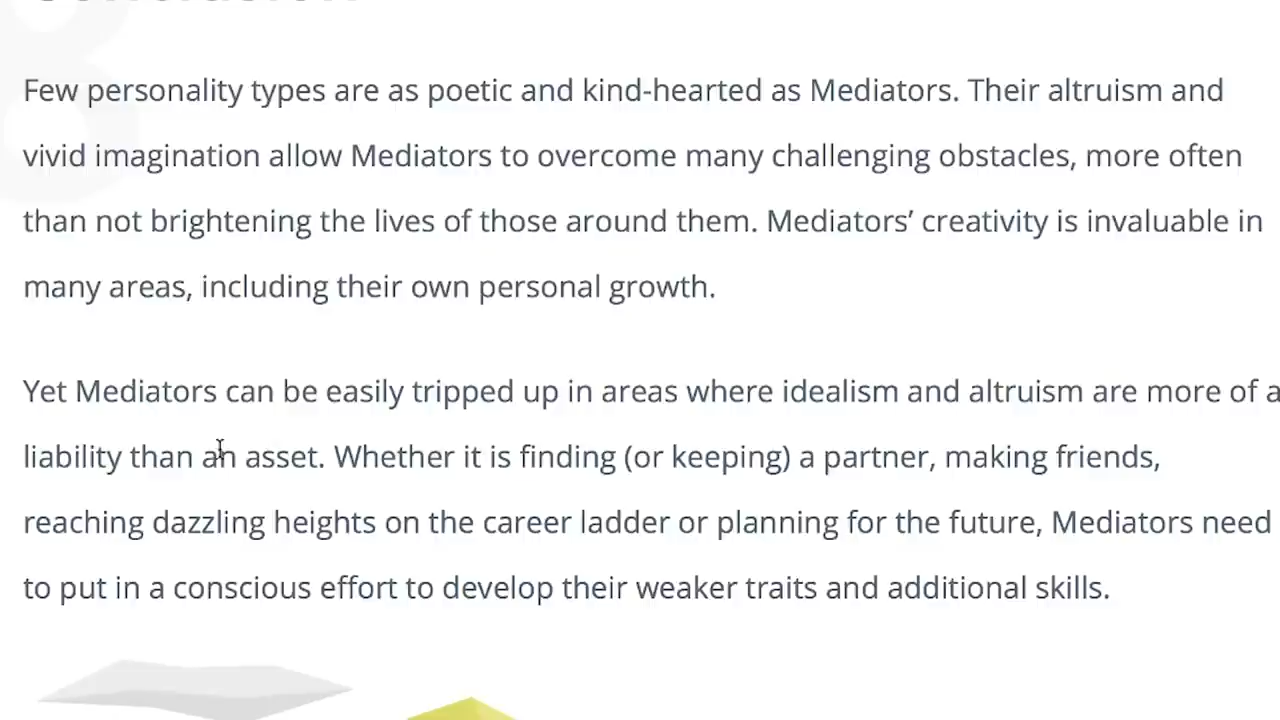 Few personality types are as poetic and kind-hearted as Mediators. Their altruism and
vivid imagination allow Mediators to overcome many challenging obstacles, more often
than not brightening the lives of those around them. Mediators’ creativity is invaluable in
many areas, including their own personal growth.
Yet Mediators can be easily tripped up in areas where idealism and altruism are more of a
liability than an asset. Whether it is finding (or keeping) a partner, making friends,
reaching dazzling heights on the career ladder or planning for the future, Mediators need
to put in a conscious effort to develop their weaker traits and additional skills.